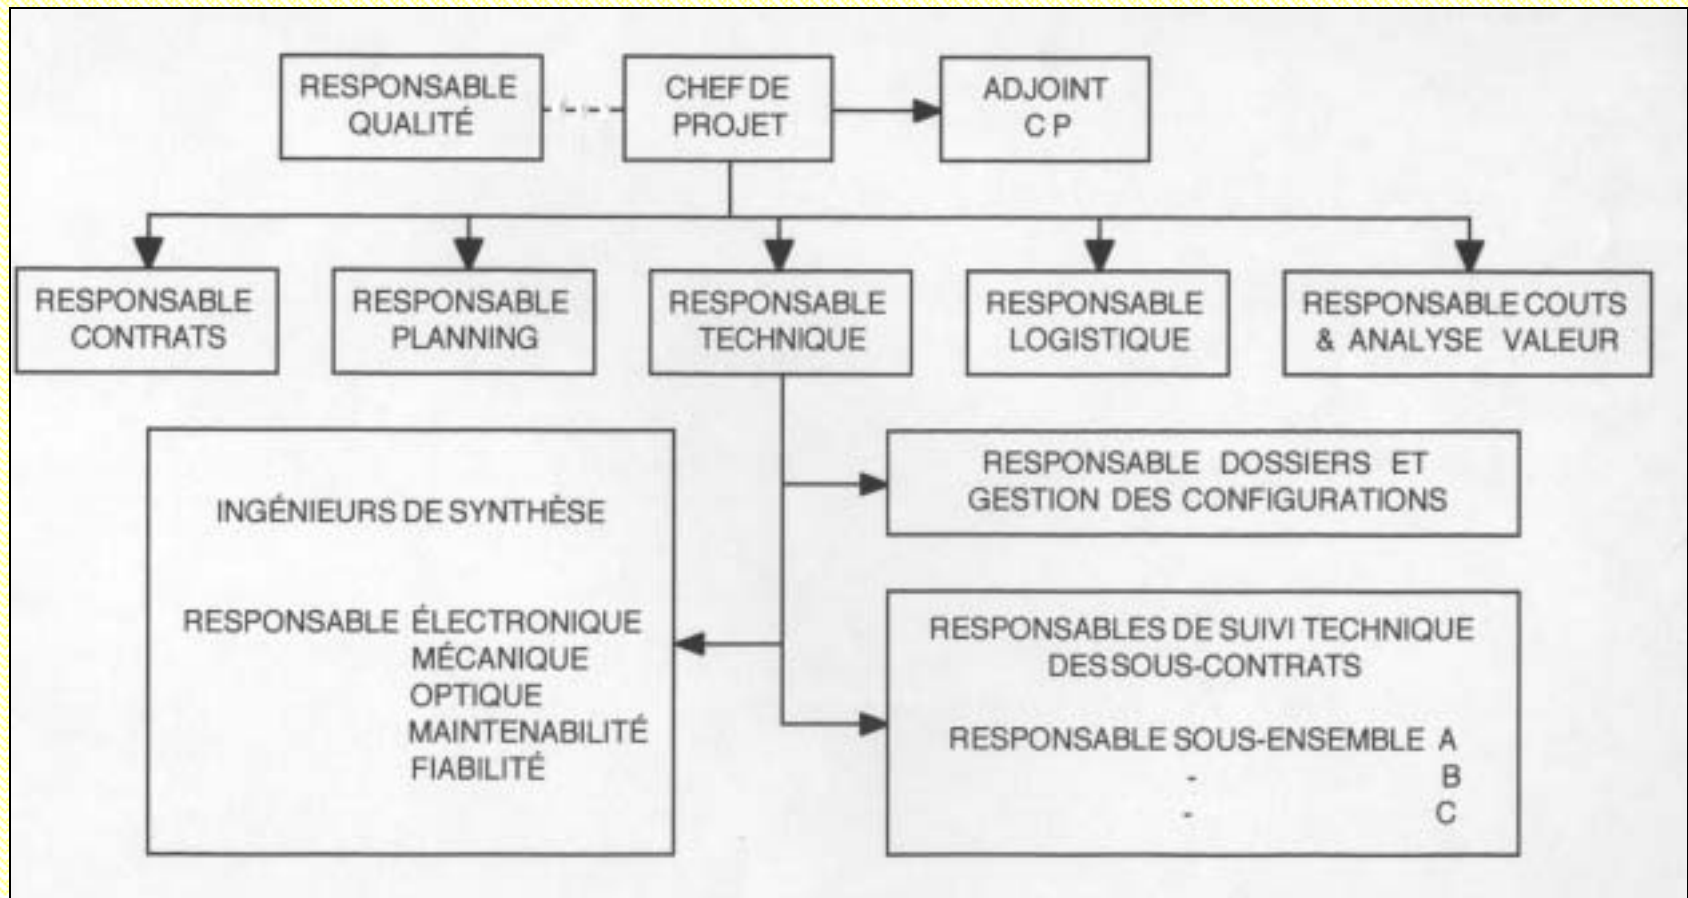 RESPONSABLE
QUALITÉ
CHEF DE
PROJET
ADJOINT
C P
RESPONSABLE
CONTRATS
RESPONSABLE
PLANNING
RESPONSABLE
TECHNIQUE
RESPONSABLE
LOGISTIQUE
RESPONSABLE COUTS
& ANALYSE VALEUR
INGÉNIEURS DE SYNTHÈSE
RESPONSABLE ÉLECTRONIQUE
MÉCANIQUE
OPTIQUE
MAINTENABILITÉ
FIABILITÉ
RESPONSABLE DOSSIERS ET
GESTION DES CONFIGURATIONS
RESPONSABLES DE SUIVI TECHNIQUE
DES SOUS-CONTRATS
RESPONSABLE SOUS-ENSEMBLE A
- B
- C